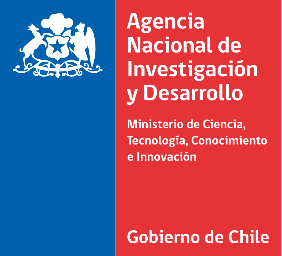 Agencia
Nacional de
Investigación
y Desarrollo
Ministerio de Ciencia,
Tecnología, Conocimiento
e Innovación
Gobierno de Chile